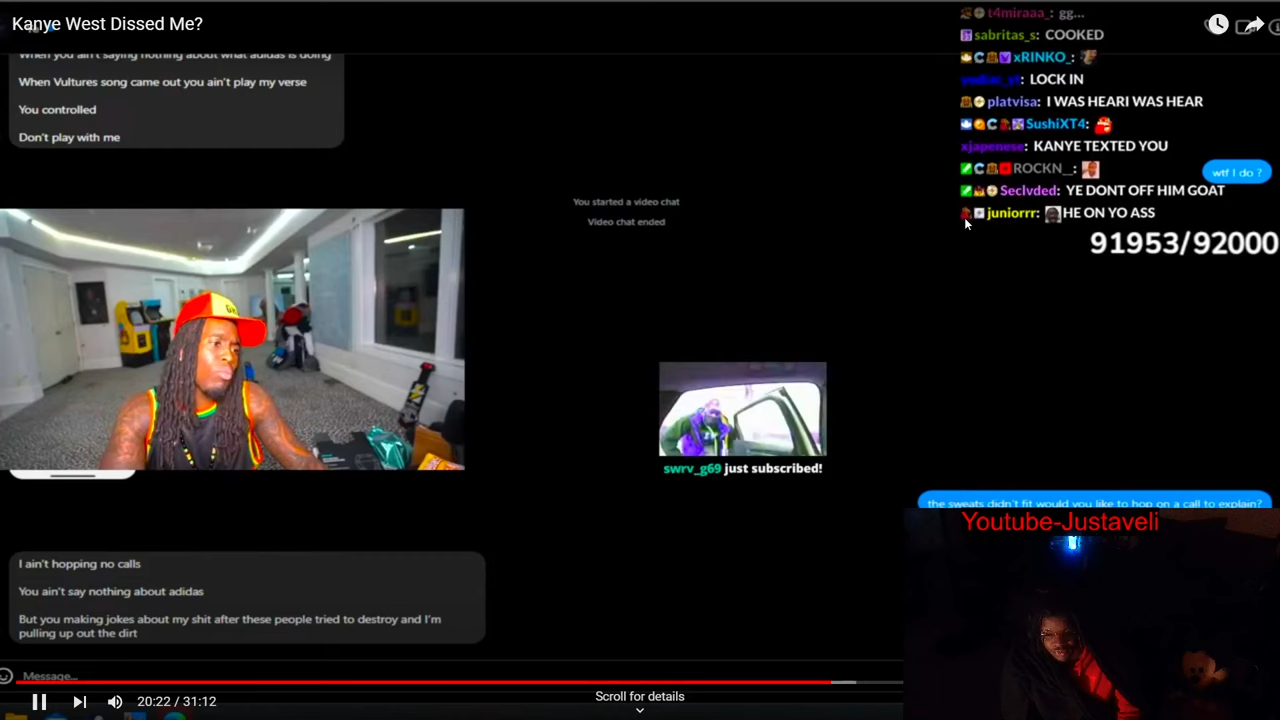 Kanye West Dissed Me?
When you ain't saying nothing about what adidas is doing
When Vultures song came out you ain't play my verse
You controlled
Don't play with me
t4miraaa_: gg...
sabritas_s: COOKED
xRINKO_:
LOCK IN
platvisa: I WAS HEARI WAS HEAR
SushiXT4:
xjapenese: KANYE TEXTED YOU
ROCKN__:
Seclvded: YE DONT OFF HIM GOAT
juniorrr: HE ON YO ASS
wtf I do ?
91953/92000
You started a video chat
Video chat ended
swrv_g69 just subscribed!
the sweats didn't fit would you like to hop on a call to explain?
Youtube-Justaveli
I ain't hopping no calls
You ain't say nothing about adidas
But you making jokes about my shit after these people tried to destroy and I'm
pulling up out the dirt
Message...
20:22 / 31:12
Scroll for details